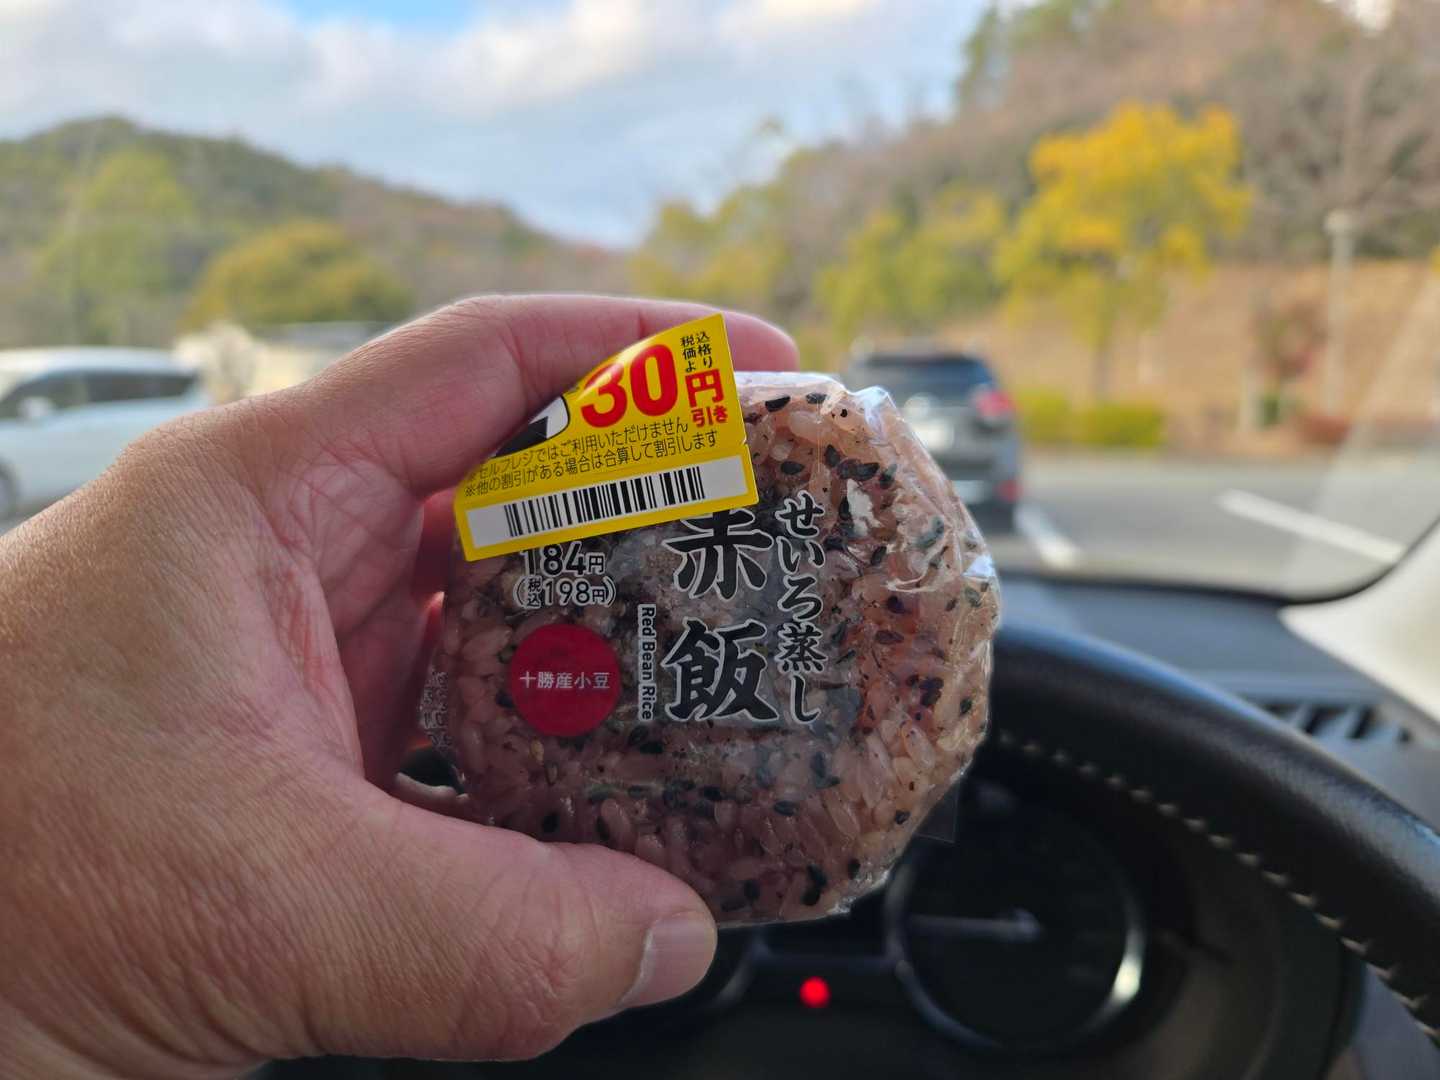 税込
価格
より
30円
引き
※セルフレジではご利用いただけません
※他の割引がある場合は合算して割引します
184円
(税込198円)
せいろ蒸し
赤飯
Red Bean Rice
十勝産小豆